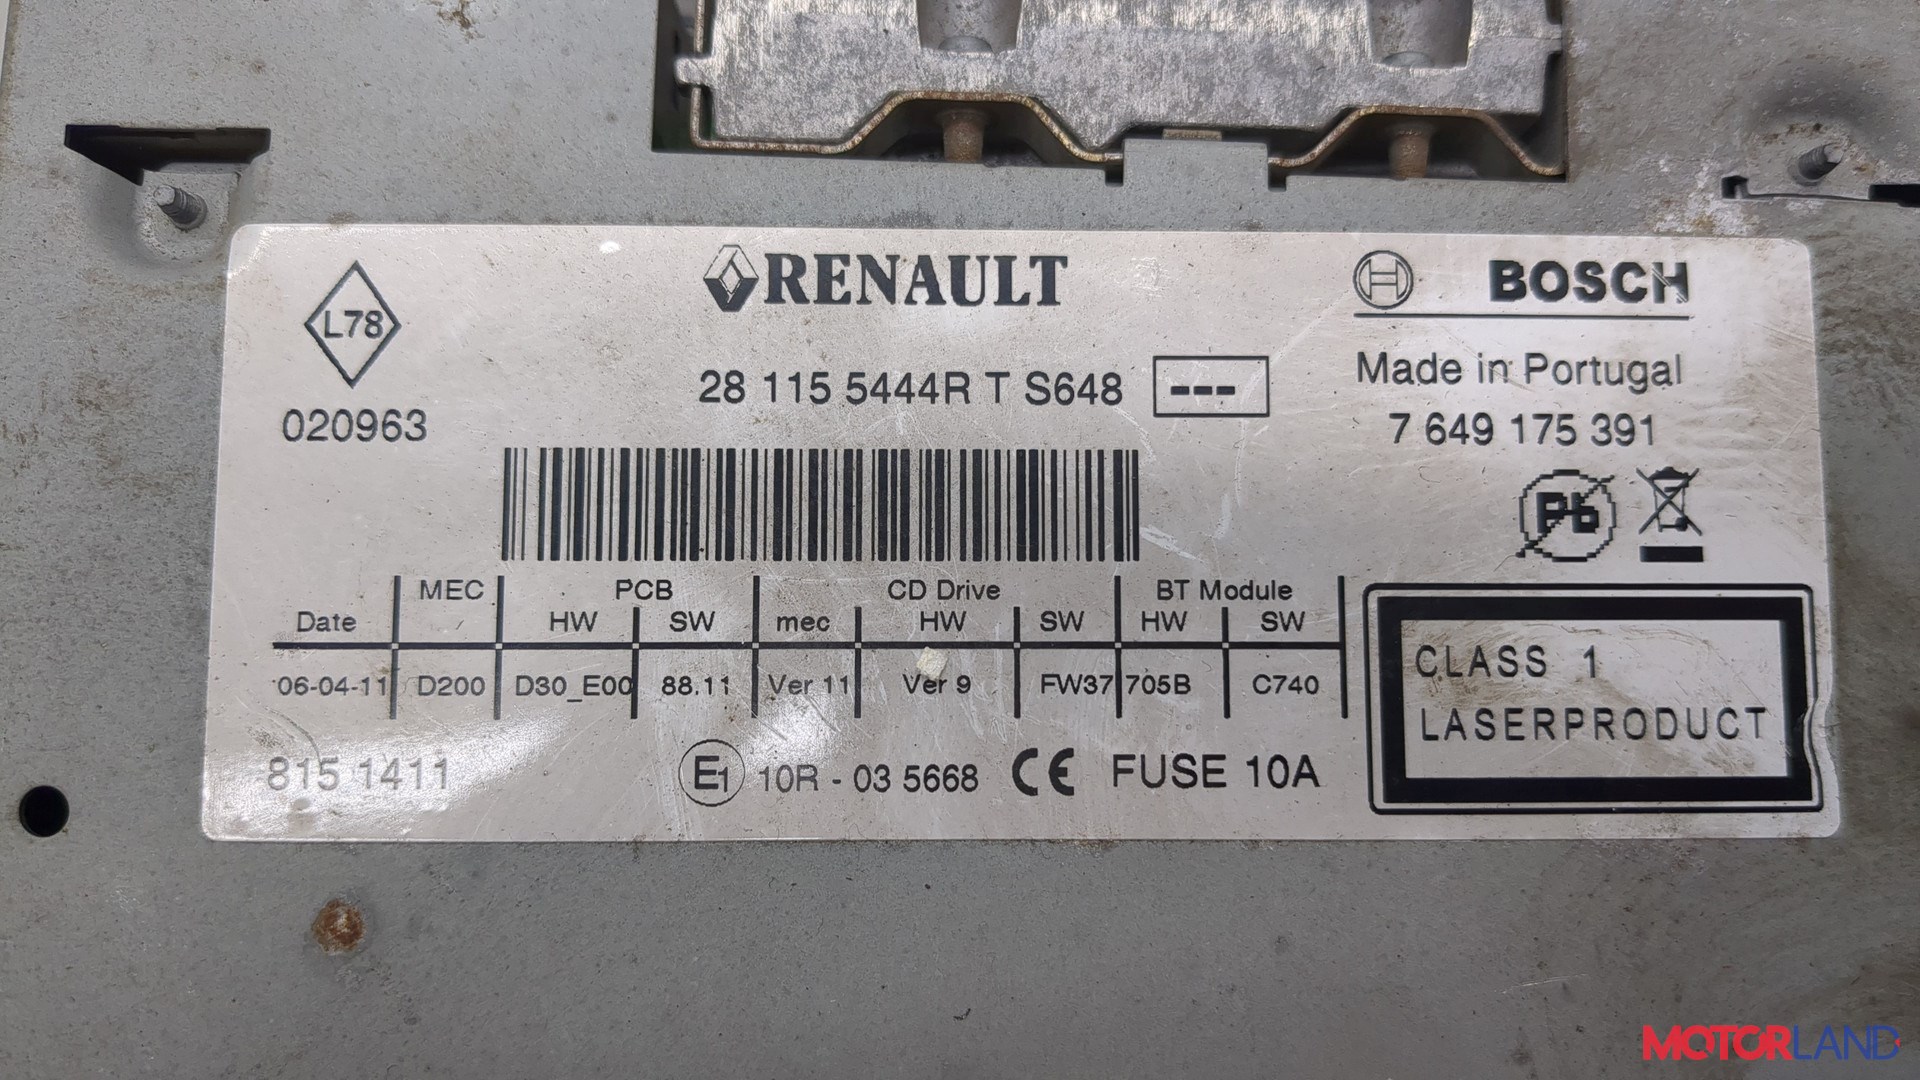 L78
RENAULT
BOSCH
020963
28 115 5444R T S648 ---
Made in Portugal
7 649 175 391
Pb
MEC PCB CD Drive BT Module
Date HW SW mec HW SW HW SW
06-04-11 D200 D30_E00 88.11 Ver 11 Ver 9 FW37 705B C740
CLASS 1
LASERPRODUCT
815 1411
E1 10R - 03 5668 CE FUSE 10A
MOTORLAND